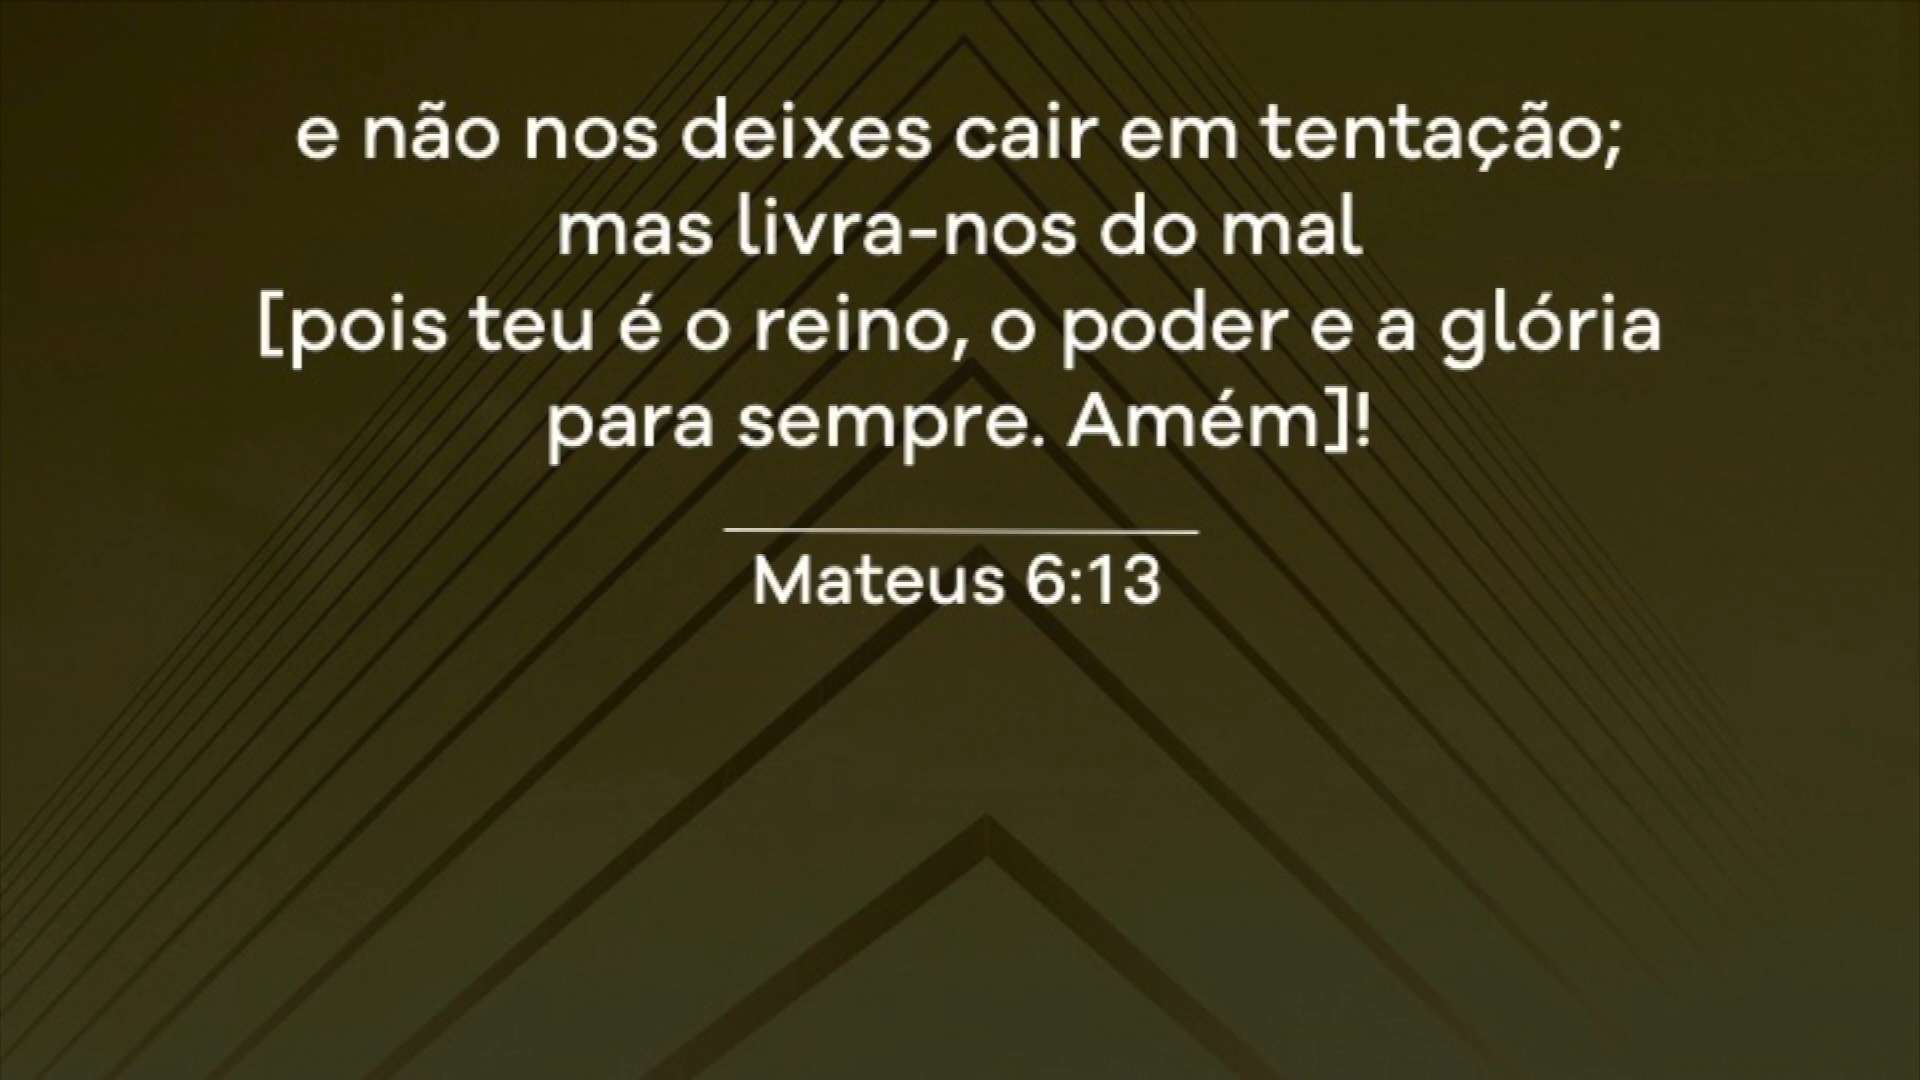 e não nos deixes cair em tentação;
mas livra-nos do mal
[pois teu é o reino, o poder e a glória
para sempre. Amém]!
Mateus 6:13